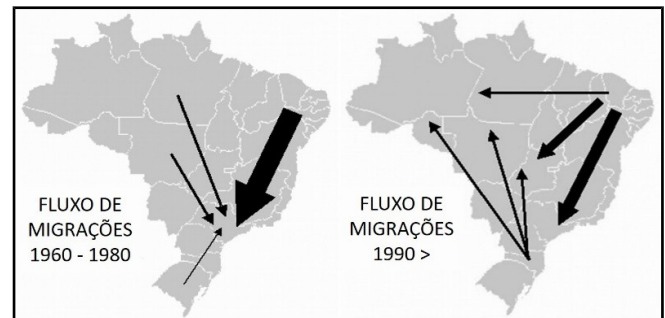 FLUXO DE
MIGRAÇÕES
1960 - 1980
FLUXO DE
MIGRAÇÕES
1990 >